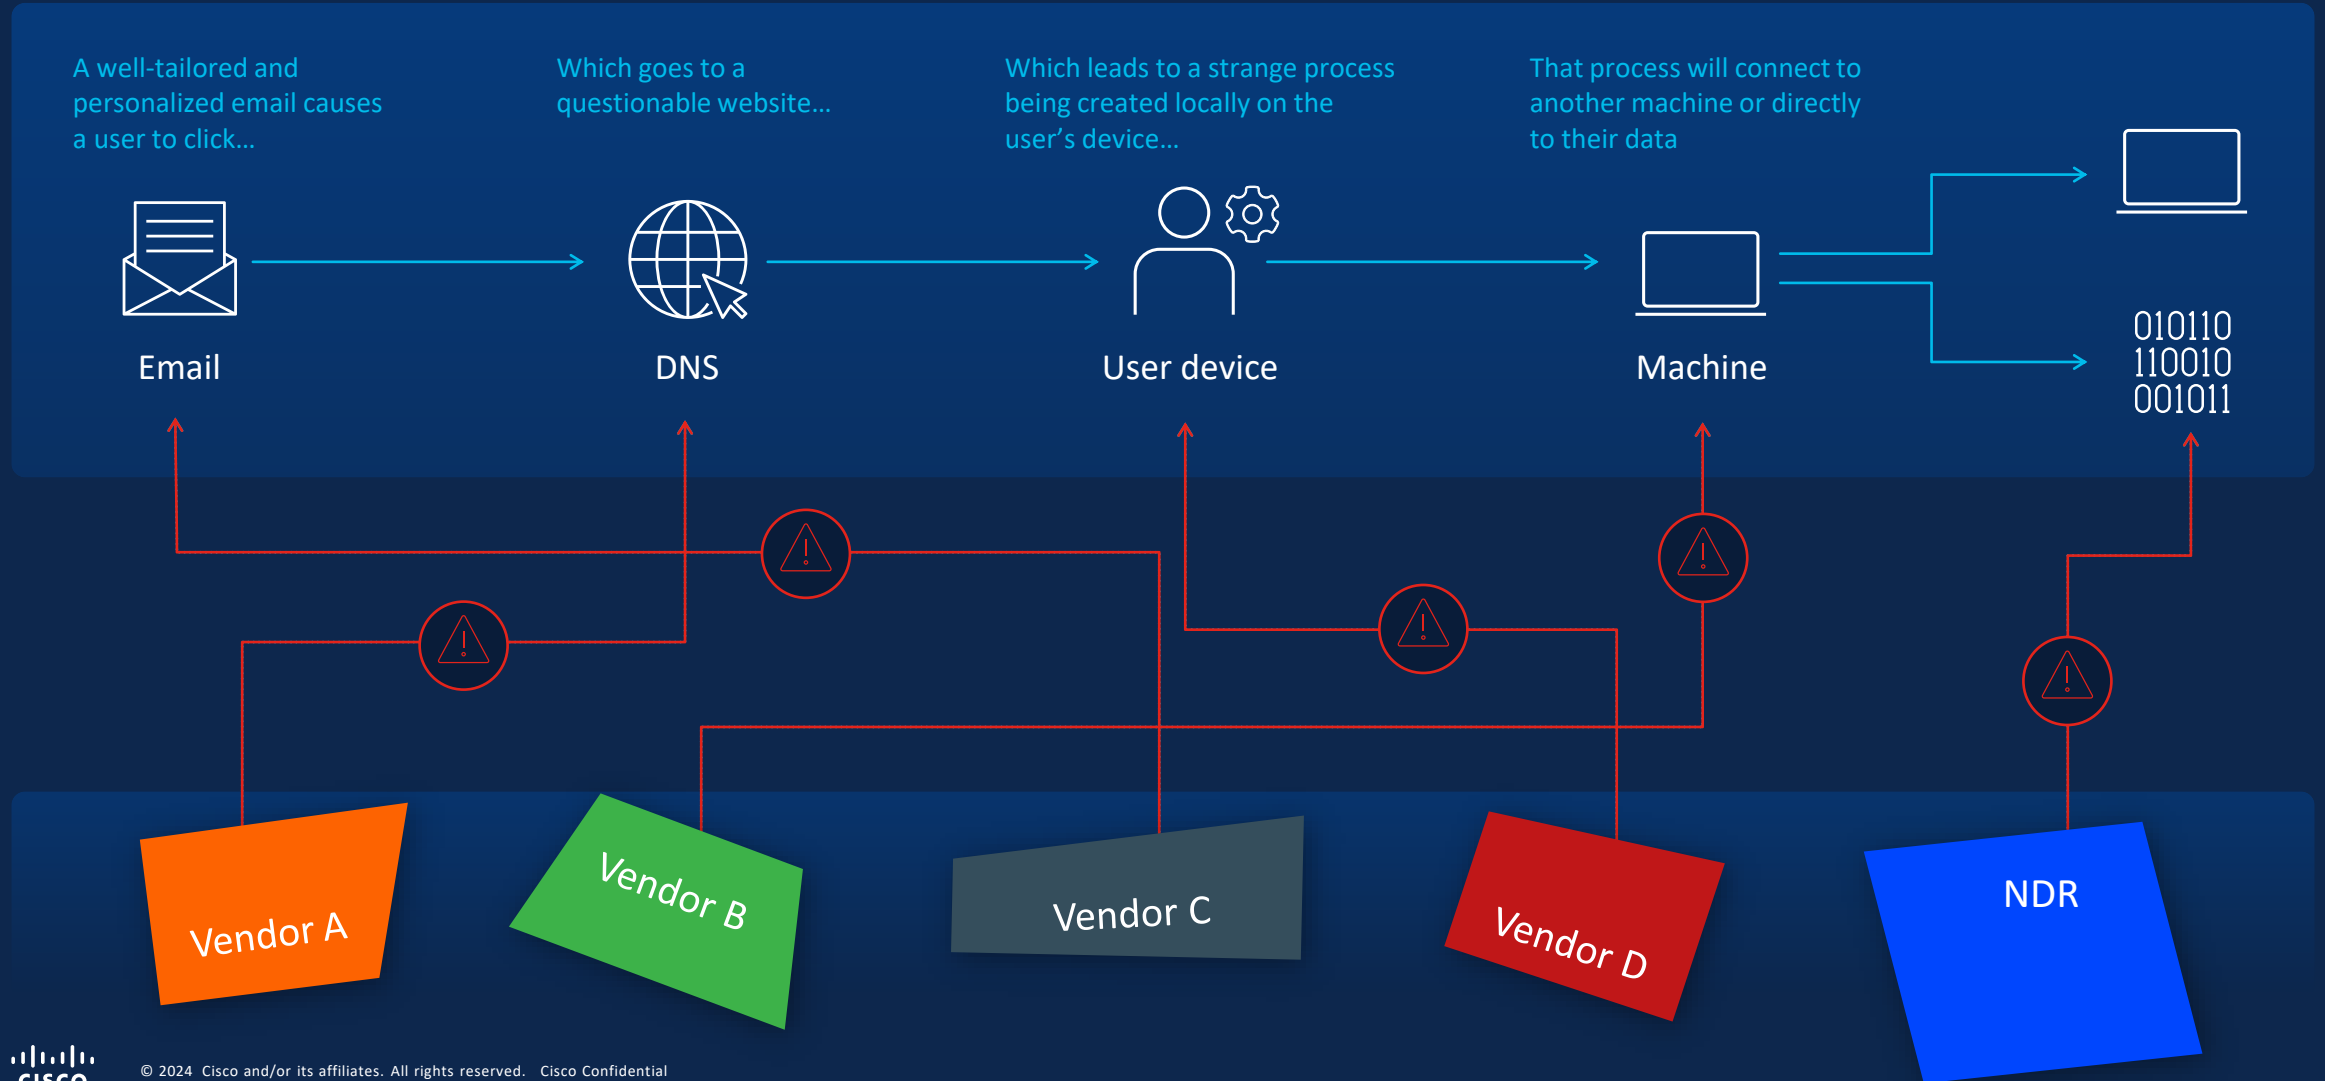 A well-tailored and
personalized email causes
a user to click…
Which goes to a
questionable website…
Which leads to a strange process
being created locally on the
user’s device…
That process will connect to
another machine or directly
to their data
Email
DNS
User device
Machine
010110
110010
001011
Vendor A
Vendor B
Vendor C
Vendor D
NDR
CISCO
© 2024 Cisco and/or its affiliates. All rights reserved. Cisco Confidential